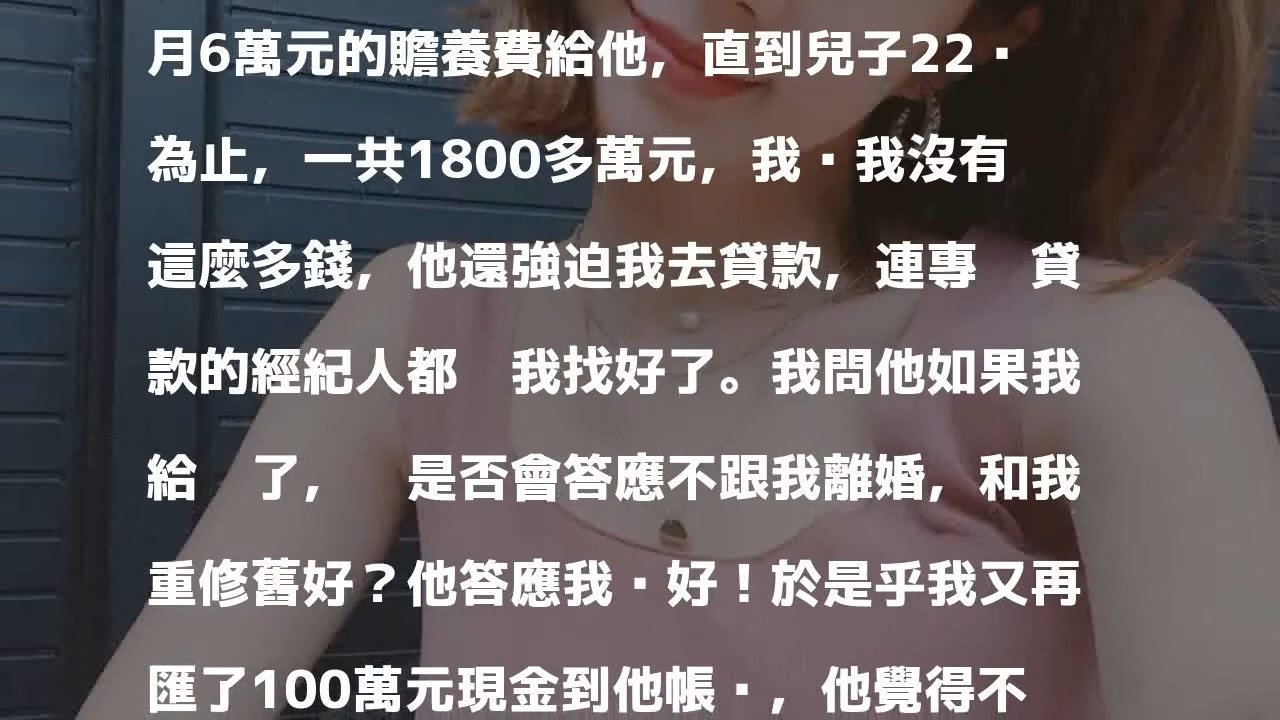 月6萬元的贍養費給他，直到兒子22·
為止，一共1800多萬元，我·我沒有
這麼多錢，他還強迫我去貸款，連專　貸
款的經紀人都　我找好了。我問他如果我
給　了，　是否會答應不跟我離婚，和我
重修舊好？他答應我·好！於是乎我又再
匯了100萬元現金到他帳·，他覺得不